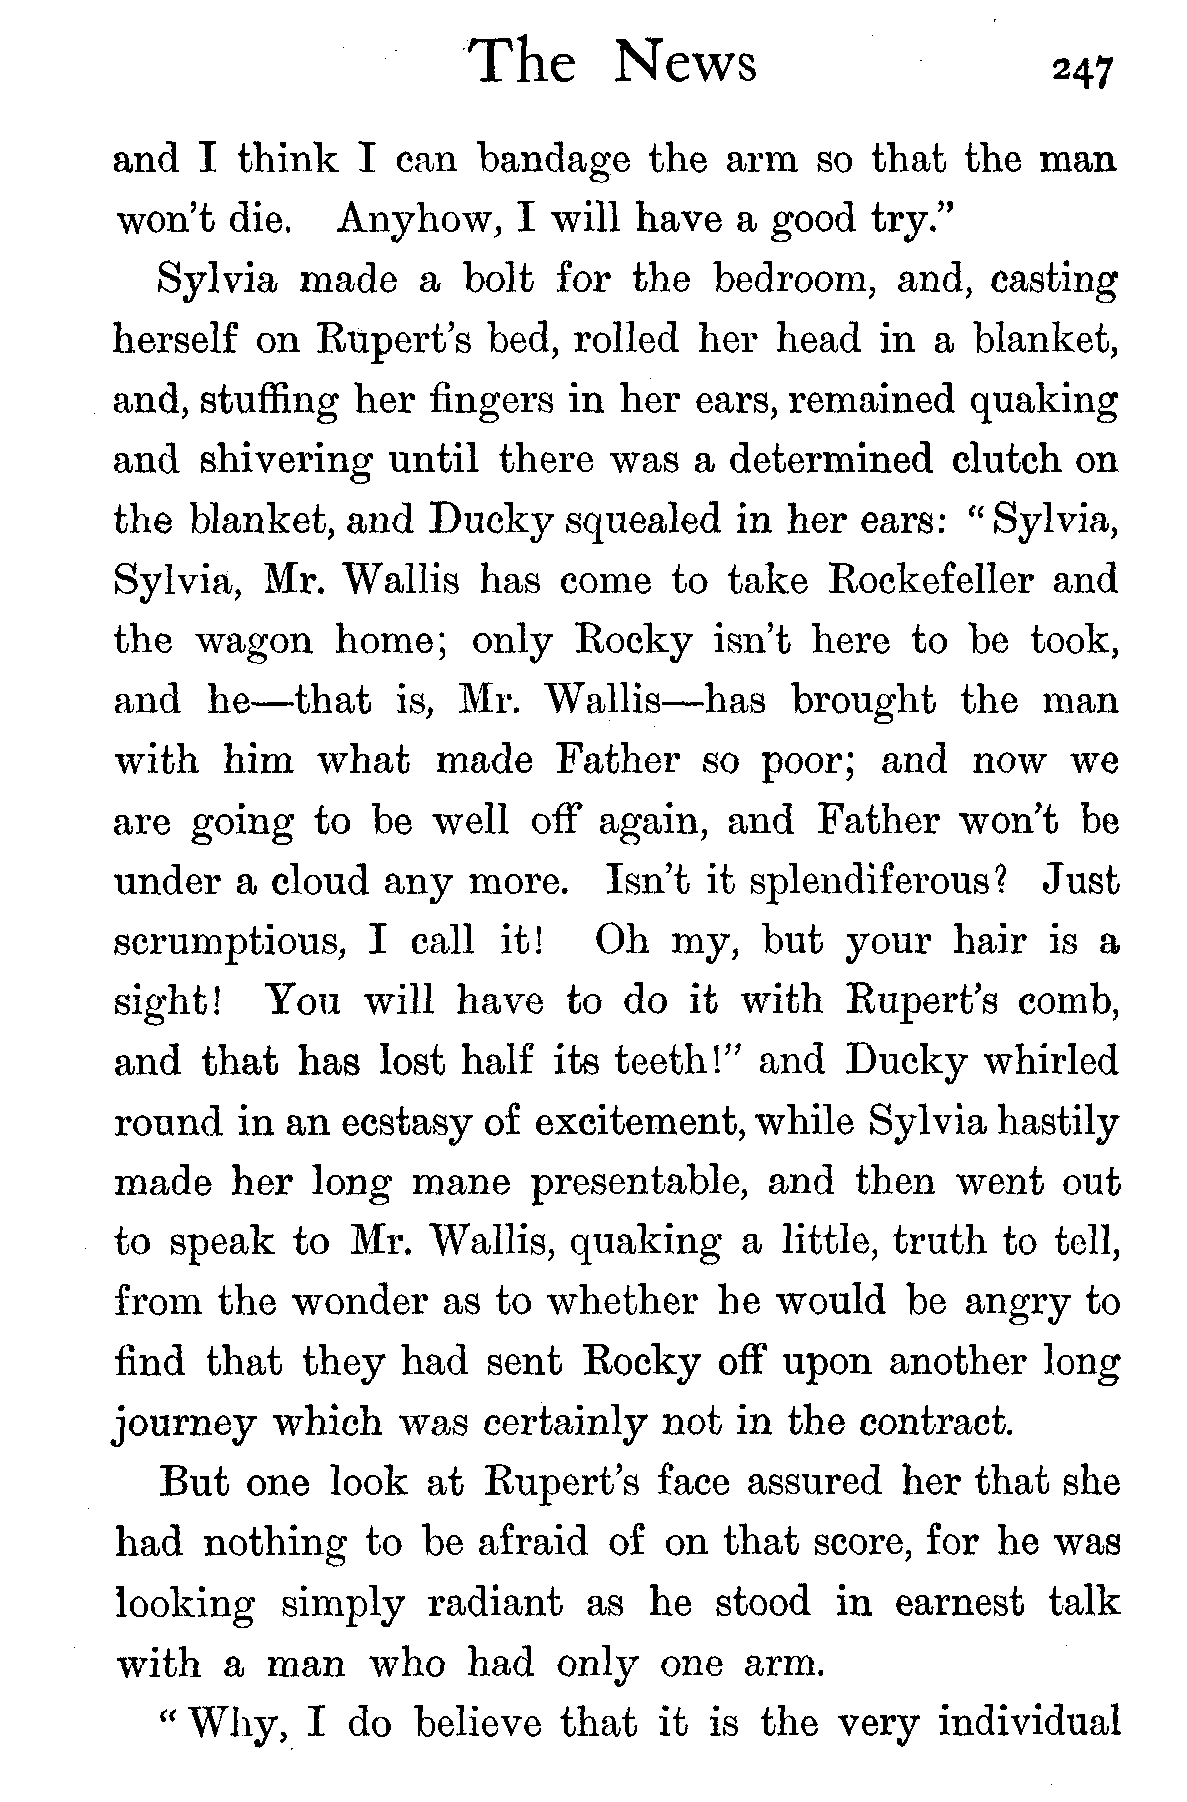 The News 247
and I think I can bandage the arm so that the man
won't die. Anyhow, I will have a good try."
Sylvia made a bolt for the bedroom, and, casting
herself on Rupert's bed, rolled her head in a blanket,
and, stuffing her fingers in her ears, remained quaking
and shivering until there was a determined clutch on
the blanket, and Ducky squealed in her ears: "Sylvia,
Sylvia, Mr. Wallis has come to take Rockefeller and
the wagon home; only Rocky isn't here to be took,
and he—that is, Mr. Wallis—has brought the man
with him what made Father so poor; and now we
are going to be well off again, and Father won't be
under a cloud any more. Isn't it splendiferous? Just
scrumptious, I call it! Oh my, but your hair is a
sight! You will have to do it with Rupert's comb,
and that has lost half its teeth!" and Ducky whirled
round in an ecstasy of excitement, while Sylvia hastily
made her long mane presentable, and then went out
to speak to Mr. Wallis, quaking a little, truth to tell,
from the wonder as to whether he would be angry to
find that they had sent Rocky off upon another long
journey which was certainly not in the contract.
But one look at Rupert's face assured her that she
had nothing to be afraid of on that score, for he was
looking simply radiant as he stood in earnest talk
with a man who had only one arm.
"Why, I do believe that it is the very individual